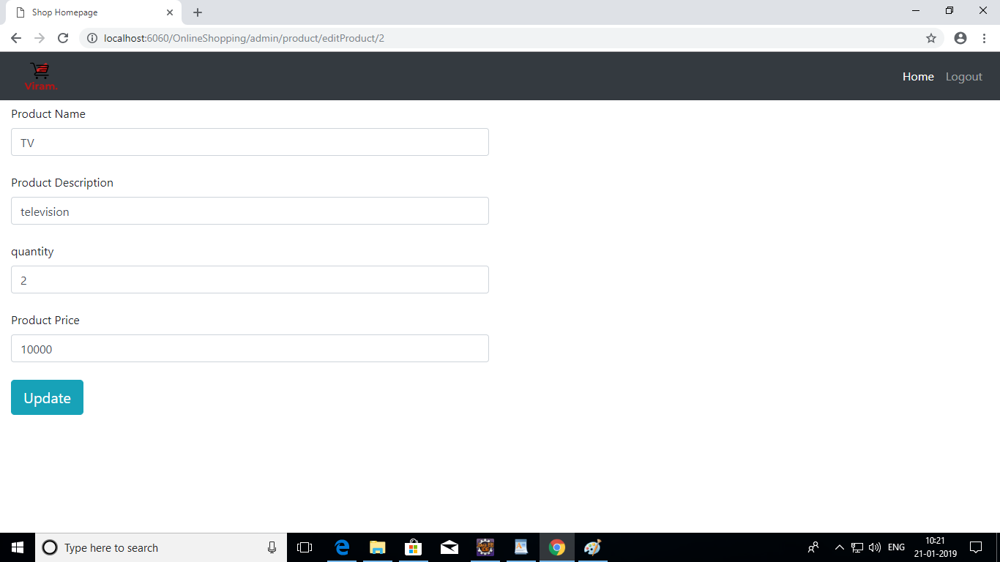 Shop Homepage
localhost:6060/OnlineShopping/admin/product/editProduct/2
Viram.
Home Logout
Product Name
TV
Product Description
television
quantity
2
Product Price
10000
Update
Type here to search
ENG
10:21
21-01-2019